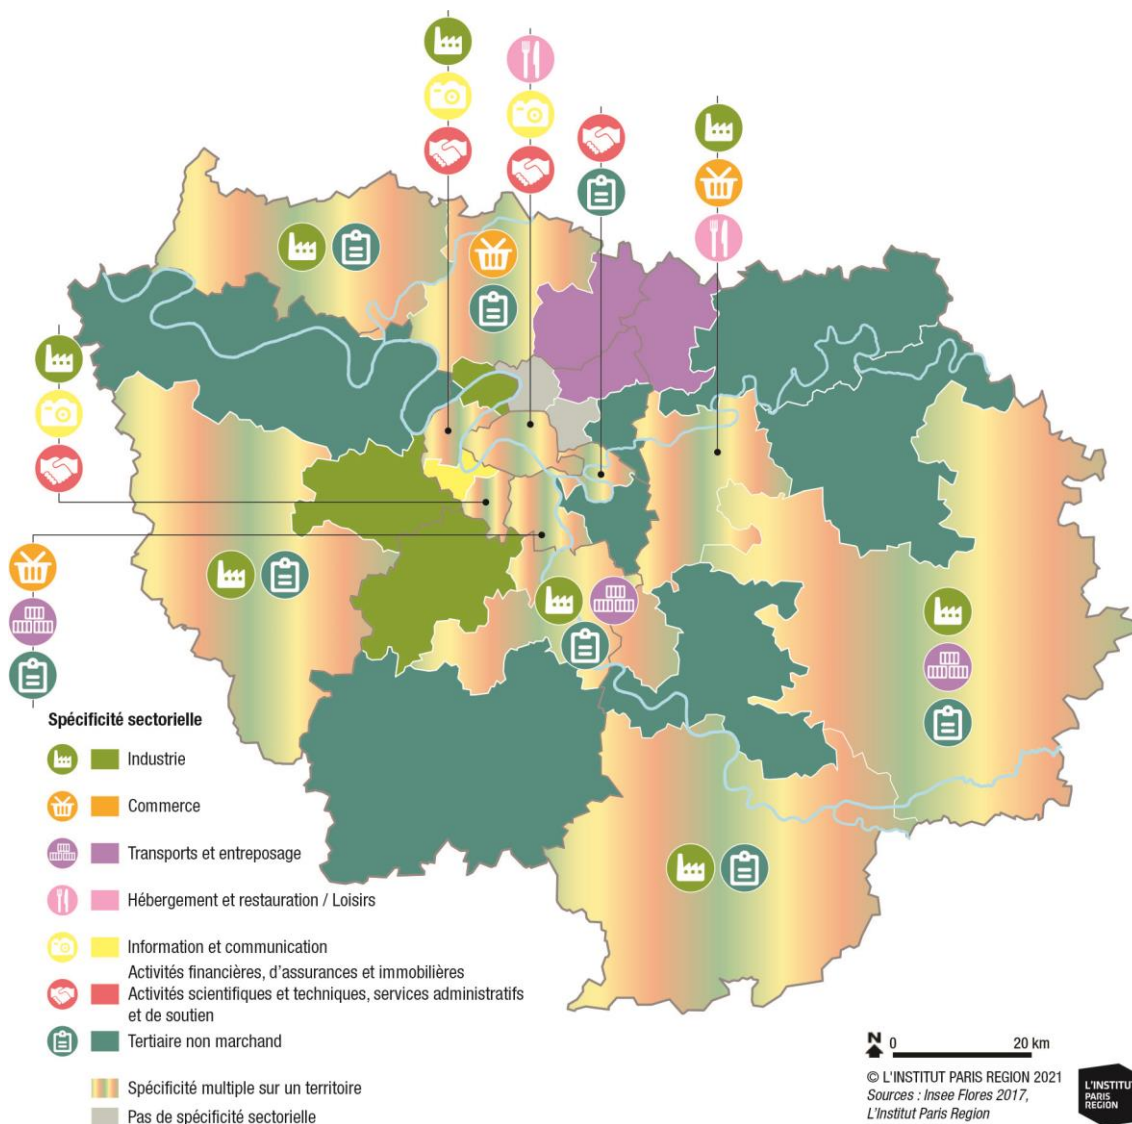 Spécificité sectorielle
Industrie
Commerce
Transports et entreposage
Hébergement et restauration / Loisirs
Information et communication
Activités financières, d'assurances et immobilières
Activités scientifiques et techniques, services administratifs
et de soutien
Tertiaire non marchand
Spécificité multiple sur un territoire
Pas de spécificité sectorielle
N 0 20 km
© L'INSTITUT PARIS REGION 2021
Sources : Insee Flores 2017,
L'Institut Paris Region
L'INSTITUT
PARIS
REGION